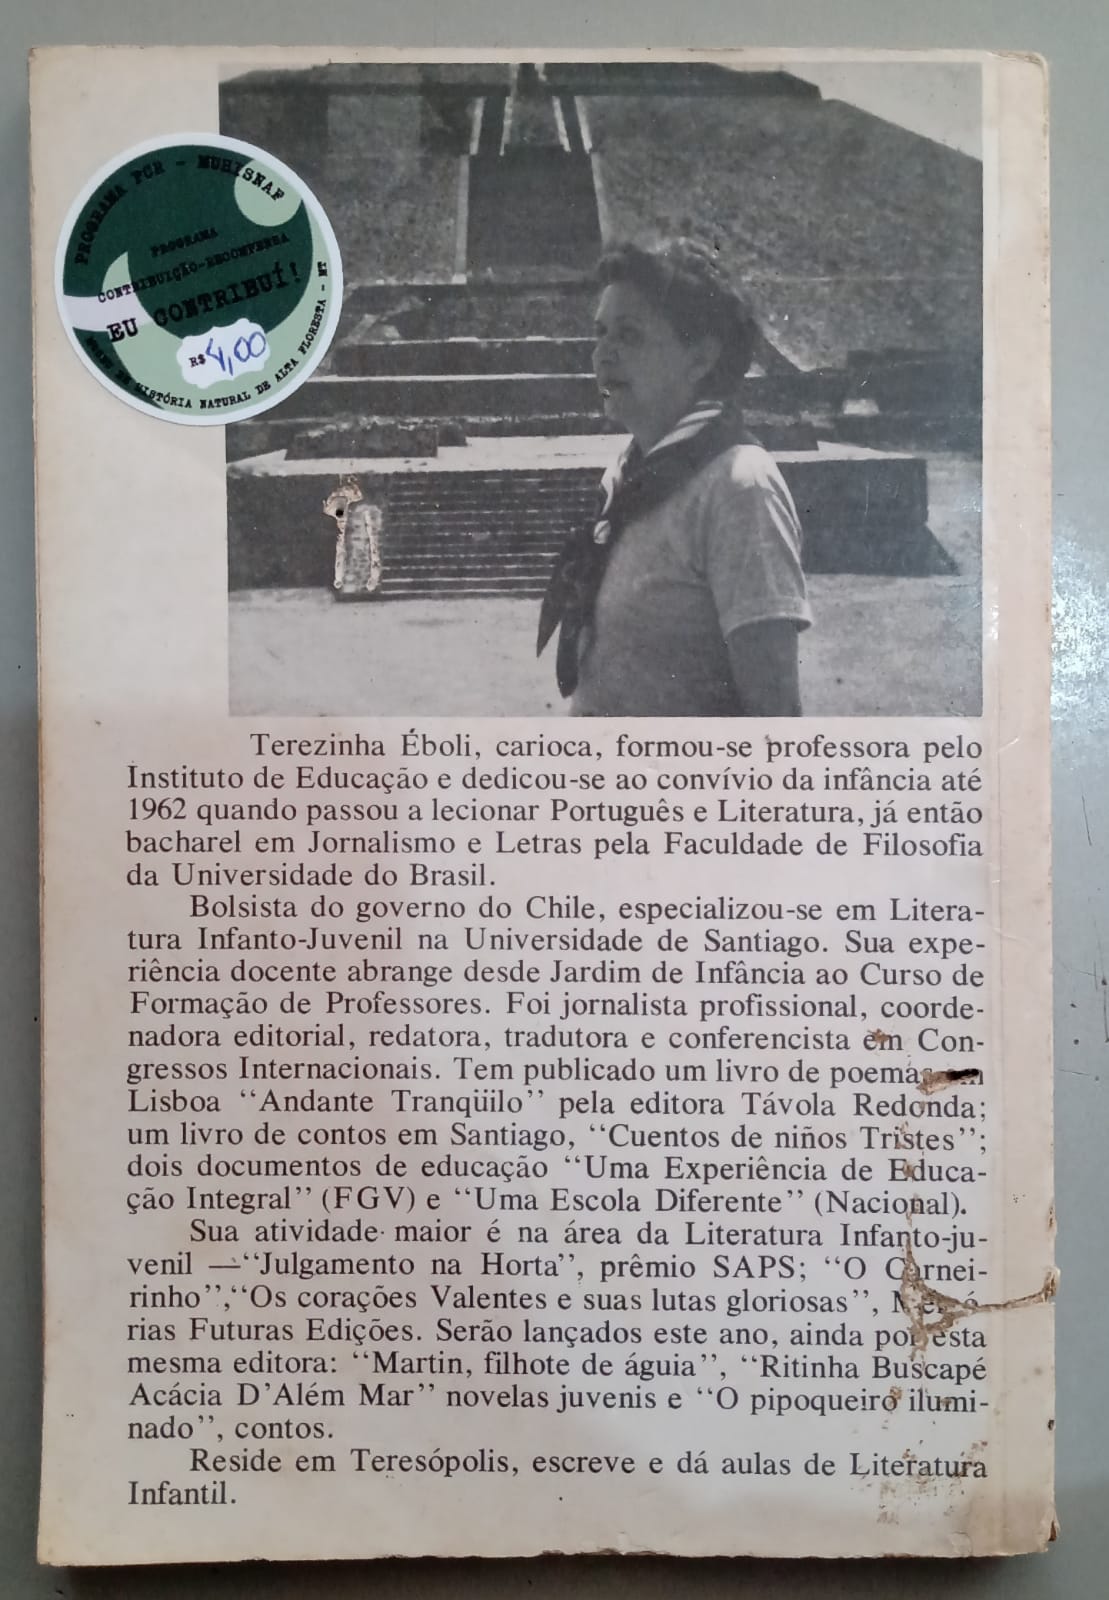 PROGRAMA PCR - MUHISNAF
PROGRAMA
CONTRIBUIÇÃO-RECOMPENSA
EU CONTRIBUÍ!
R$ 4,00
DE HISTÓRIA NATURAL DE ALTA FLORESTA - MT
Terezinha Éboli, carioca, formou-se professora pelo
Instituto de Educação e dedicou-se ao convívio da infância até
1962 quando passou a lecionar Português e Literatura, já então
bacharel em Jornalismo e Letras pela Faculdade de Filosofia
da Universidade do Brasil.
Bolsista do governo do Chile, especializou-se em Litera-
tura Infanto-Juvenil na Universidade de Santiago. Sua expe-
riência docente abrange desde Jardim de Infância ao Curso de
Formação de Professores. Foi jornalista profissional, coorde-
nadora editorial, redatora, tradutora e conferencista em Con-
gressos Internacionais. Tem publicado um livro de poemas
Lisboa “Andante Tranqüilo” pela editora Távola Redonda;
um livro de contos em Santiago, “Cuentos de niños Tristes”;
dois documentos de educação “Uma Experiência de Educa-
ção Integral” (FGV) e “Uma Escola Diferente” (Nacional).
Sua atividade maior é na área da Literatura Infanto-ju-
venil —“Julgamento na Horta”, prêmio SAPS; “O Carnei-
rinho”,“Os corações Valentes e suas lutas gloriosas”, Memó-
rias Futuras Edições. Serão lançados este ano, ainda por esta
mesma editora: “Martin, filhote de águia”, “Ritinha Buscapé
Acácia D’Além Mar” novelas juvenis e “O pipoqueiro ilumi-
nado”, contos.
Reside em Teresópolis, escreve e dá aulas de Literatura
Infantil.